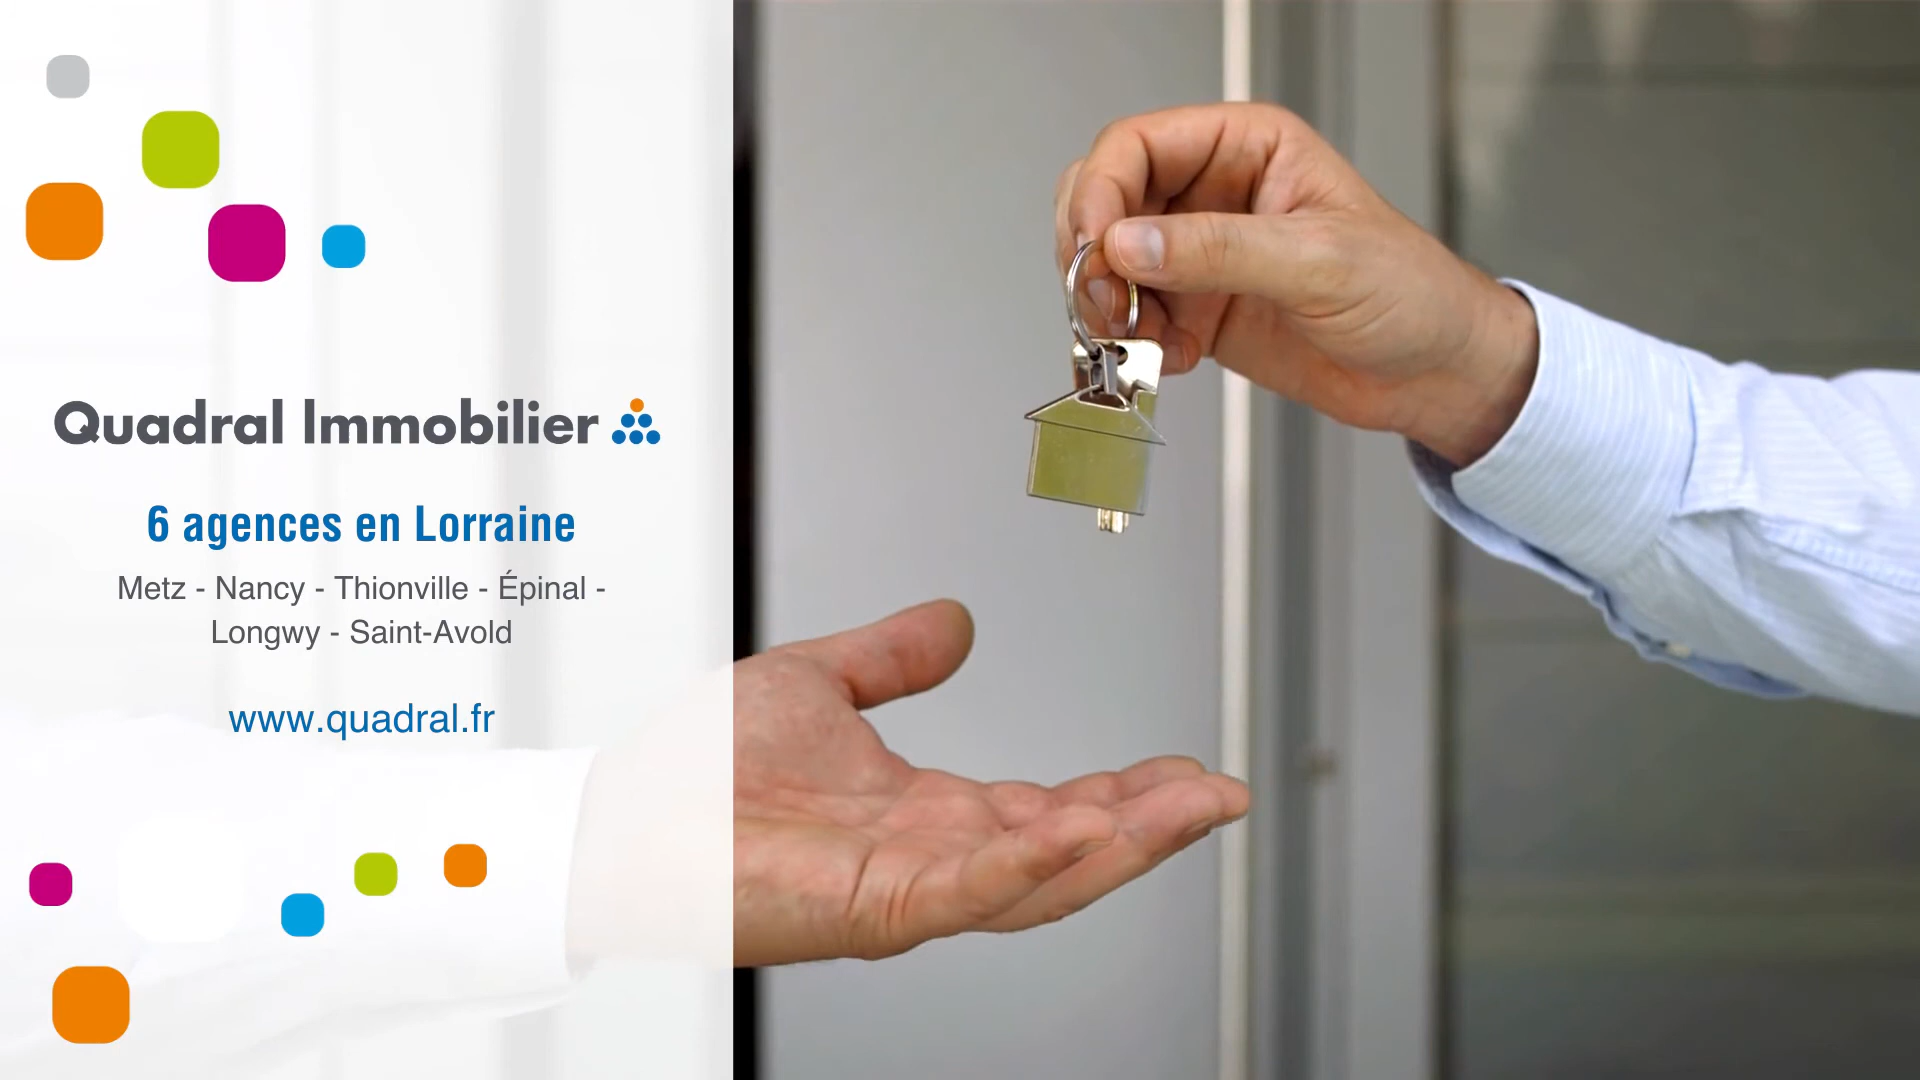 Quadral Immobilier
6 agences en Lorraine
Metz - Nancy - Thionville - Épinal -
Longwy - Saint-Avold
www.quadral.fr